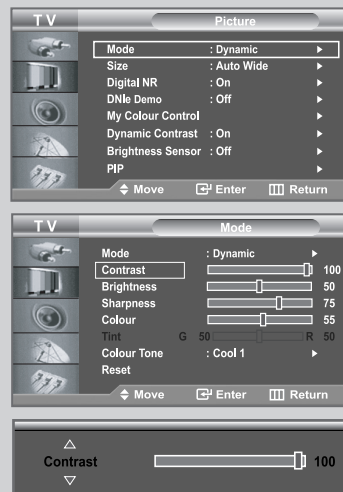 TV Picture
Mode : Dynamic
Size : Auto Wide
Digital NR : On
DNIe Demo : Off
My Colour Control
Dynamic Contrast : On
Brightness Sensor : Off
PIP
Move Enter Return
TV Mode
Mode : Dynamic
Contrast 100
Brightness 50
Sharpness 75
Colour 55
Tint G 50 R 50
Colour Tone : Cool 1
Reset
Move Enter Return
Contrast 100